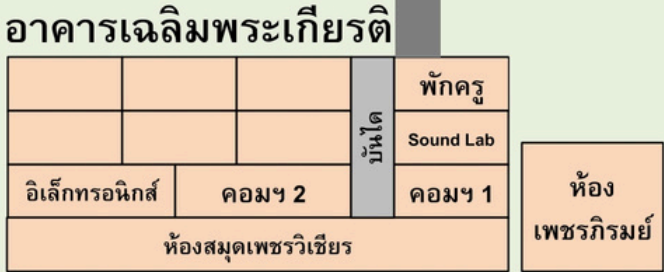 อาคารเฉลิมพระเกียรติ
พักครู
บันได
Sound Lab
อิเล็กทรอนิกส์
คอมฯ 2
คอมฯ 1
ห้องสมุดเพชรวิเชียร
ห้อง
เพชรภิรมย์